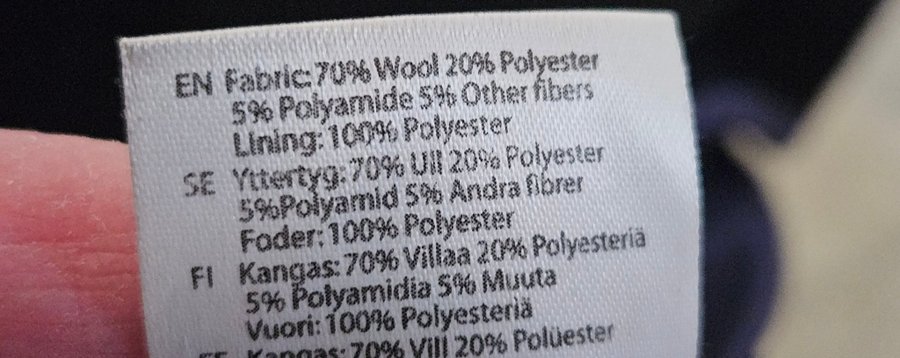 EN Fabric:70% Wool 20% Polyester
5% Polyamide 5% Other fibers
Lining:100% Polyester
SE Yttertyg:70% Ull 20% Polyester
5%Polyamid 5% Andra fibrer
Foder:100% Polyester
FI Kangas:70% Villaa 20% Polyesteriä
5% Polyamidia 5% Muuta
Vuori:100% Polyesteriä
EE Kangas:70% Vill 20% Polüester